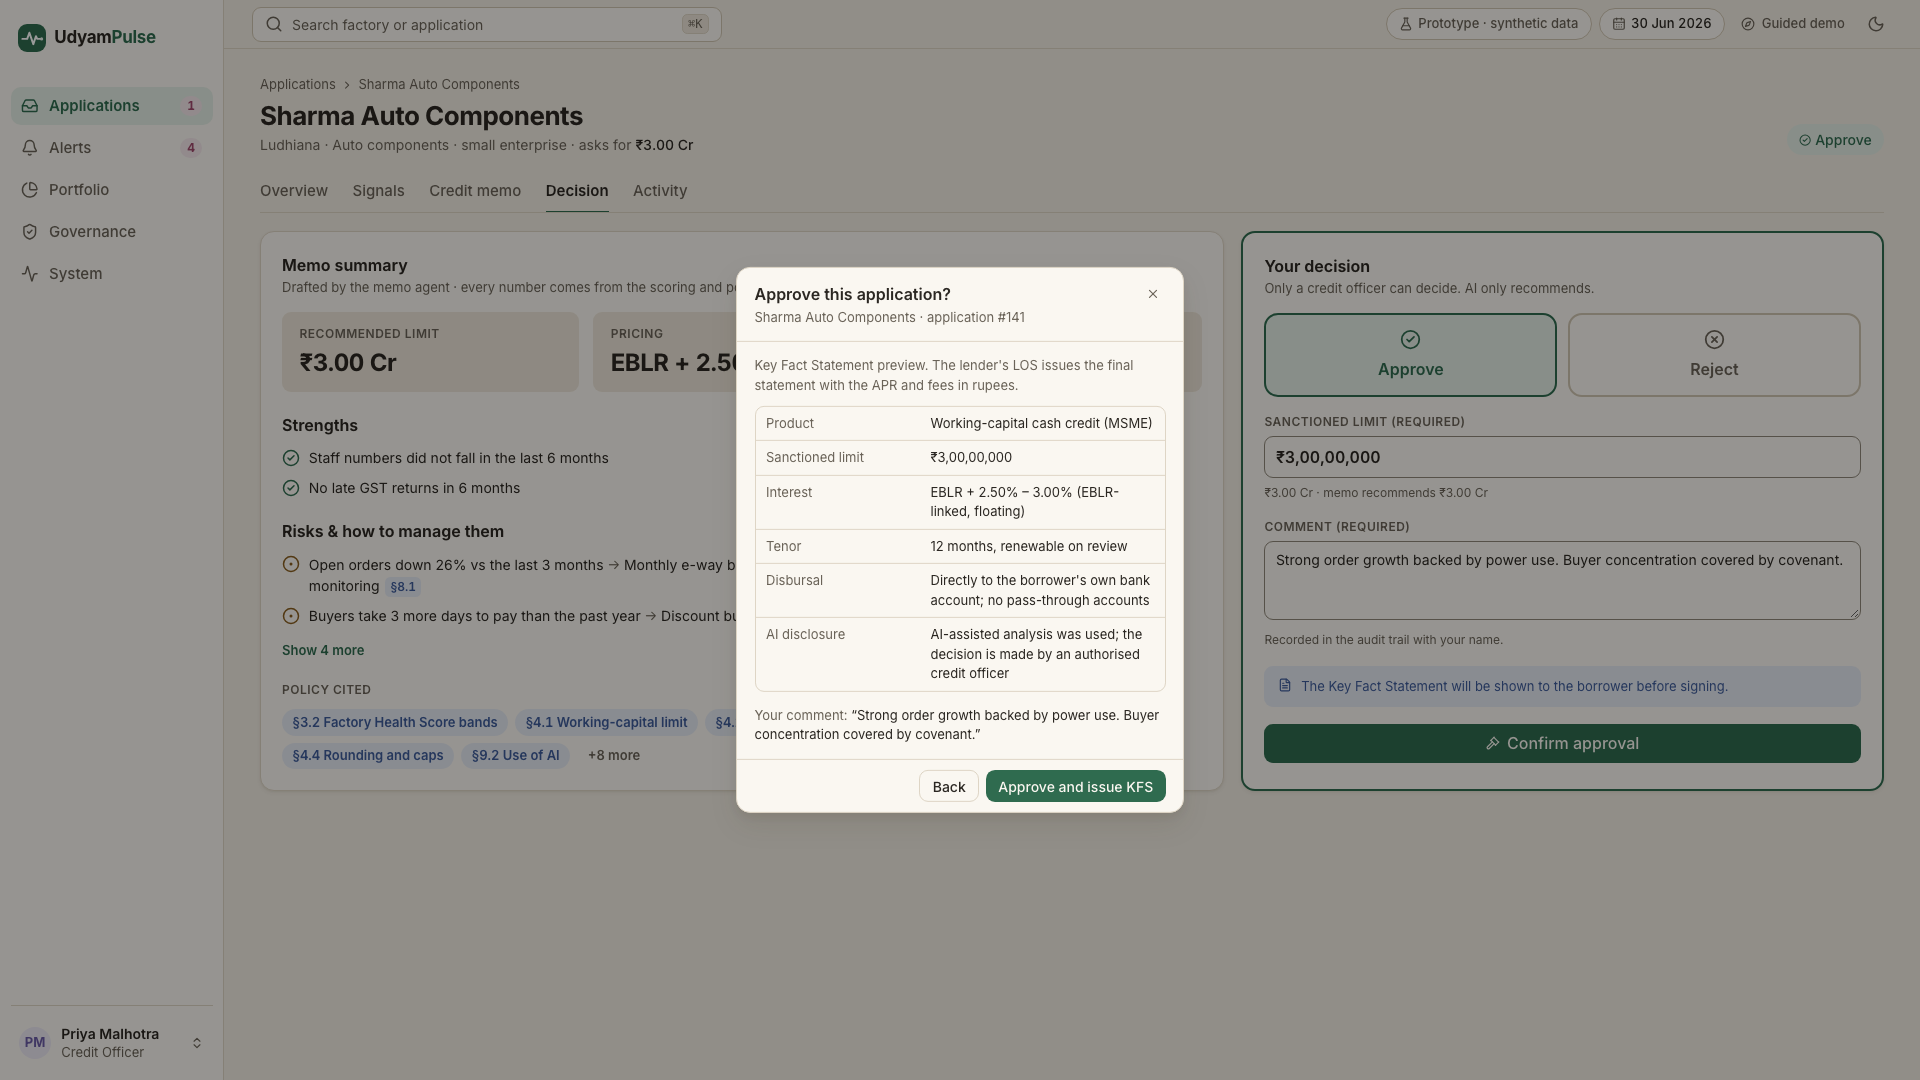 UdyamPulse
Search factory or application
⌘K
Prototype · synthetic data
30 Jun 2026
Guided demo
Applications 1
Alerts 4
Portfolio
Governance
System
Applications › Sharma Auto Components
Sharma Auto Components
Ludhiana · Auto components · small enterprise · asks for ₹3.00 Cr
Approve
Overview
Signals
Credit memo
Decision
Activity
Memo summary
Drafted by the memo agent · every number comes from the scoring and
RECOMMENDED LIMIT
₹3.00 Cr
PRICING
EBLR + 2.50
Strengths
Staff numbers did not fall in the last 6 months
No late GST returns in 6 months
Risks & how to manage them
Open orders down 26% vs the last 3 months → Monthly e-way
monitoring §8.1
Buyers take 3 more days to pay than the past year → Discount
Show 4 more
POLICY CITED
§3.2 Factory Health Score bands
§4.1 Working-capital limit
§4.4 Rounding and caps
§9.2 Use of AI
+8 more
Approve this application?
Sharma Auto Components · application #141
Key Fact Statement preview. The lender's LOS issues the final
statement with the APR and fees in rupees.
Product Working-capital cash credit (MSME)
Sanctioned limit ₹3,00,00,000
Interest EBLR + 2.50% – 3.00% (EBLR-
linked, floating)
Tenor 12 months, renewable on review
Disbursal Directly to the borrower's own bank
account; no pass-through accounts
AI disclosure AI-assisted analysis was used; the
decision is made by an authorised
credit officer
Your comment: “Strong order growth backed by power use. Buyer
concentration covered by covenant.”
Back
Approve and issue KFS
Your decision
Only a credit officer can decide. AI only recommends.
Approve
Reject
SANCTIONED LIMIT (REQUIRED)
₹3,00,00,000
₹3.00 Cr · memo recommends ₹3.00 Cr
COMMENT (REQUIRED)
Strong order growth backed by power use. Buyer concentration covered by covenant.
Recorded in the audit trail with your name.
The Key Fact Statement will be shown to the borrower before signing.
Confirm approval
PM
Priya Malhotra
Credit Officer